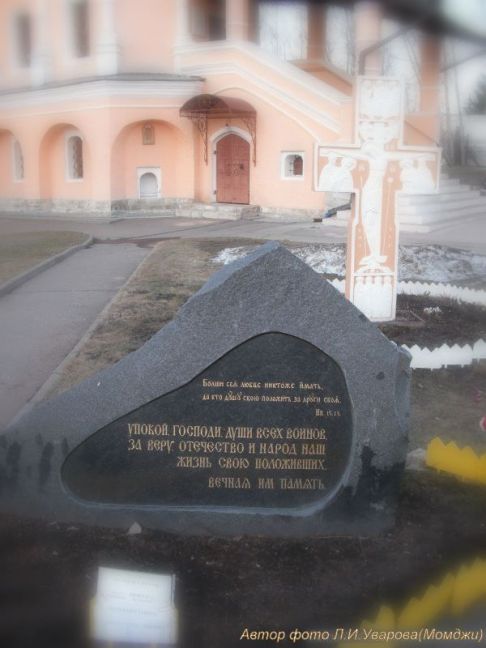 Болши сея любве никтоже имать,
да кто душу свою положит за други своя.
Ин 15.13.
УПОКОЙ, ГОСПОДИ, ДУШИ ВСЕХ ВОИНОВ,
ЗА ВЕРУ, ОТЕЧЕСТВО И НАРОД НАШ
ЖИЗНЬ СВОЮ ПОЛОЖИВШИХ.
ВЕЧНАЯ ИМ ПАМЯТЬ.
Автор фото Л.И.Уварова(Момджи)